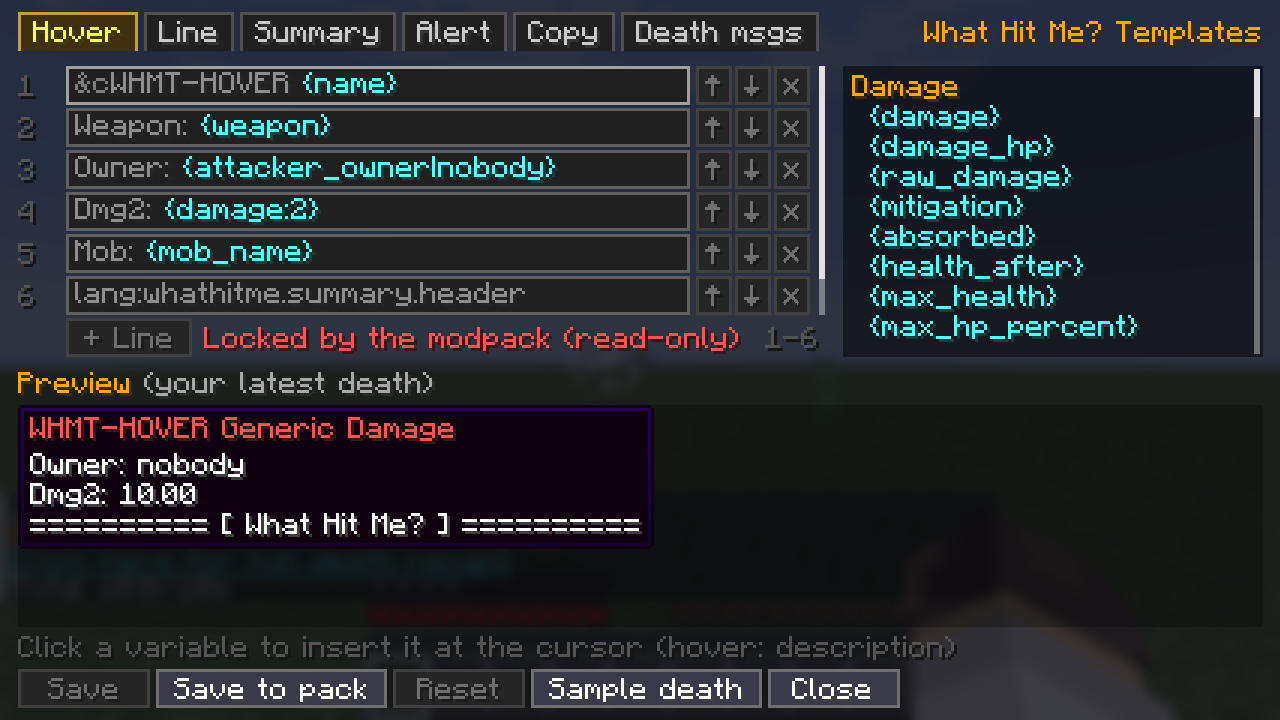 Hover Line Summary Alert Copy Death msgs What Hit Me? Templates
1 &cWHMT-HOVER {name} ↑ ↓ ×
2 Weapon: {weapon} ↑ ↓ ×
3 Owner: {attacker_owner|nobody} ↑ ↓ ×
4 Dmg2: {damage:2} ↑ ↓ ×
5 Mob: {mob_name} ↑ ↓ ×
6 lang:whathitme.summary.header ↑ ↓ ×
+ Line Locked by the modpack (read-only) 1-6
Damage
{damage}
{damage_hp}
{raw_damage}
{mitigation}
{absorbed}
{health_after}
{max_health}
{max_hp_percent}
Preview (your latest death)
WHMT-HOVER Generic Damage
Owner: nobody
Dmg2: 10.00
========== [ What Hit Me? ] ==========
Click a variable to insert it at the cursor (hover: description)
Save Save to pack Reset Sample death Close